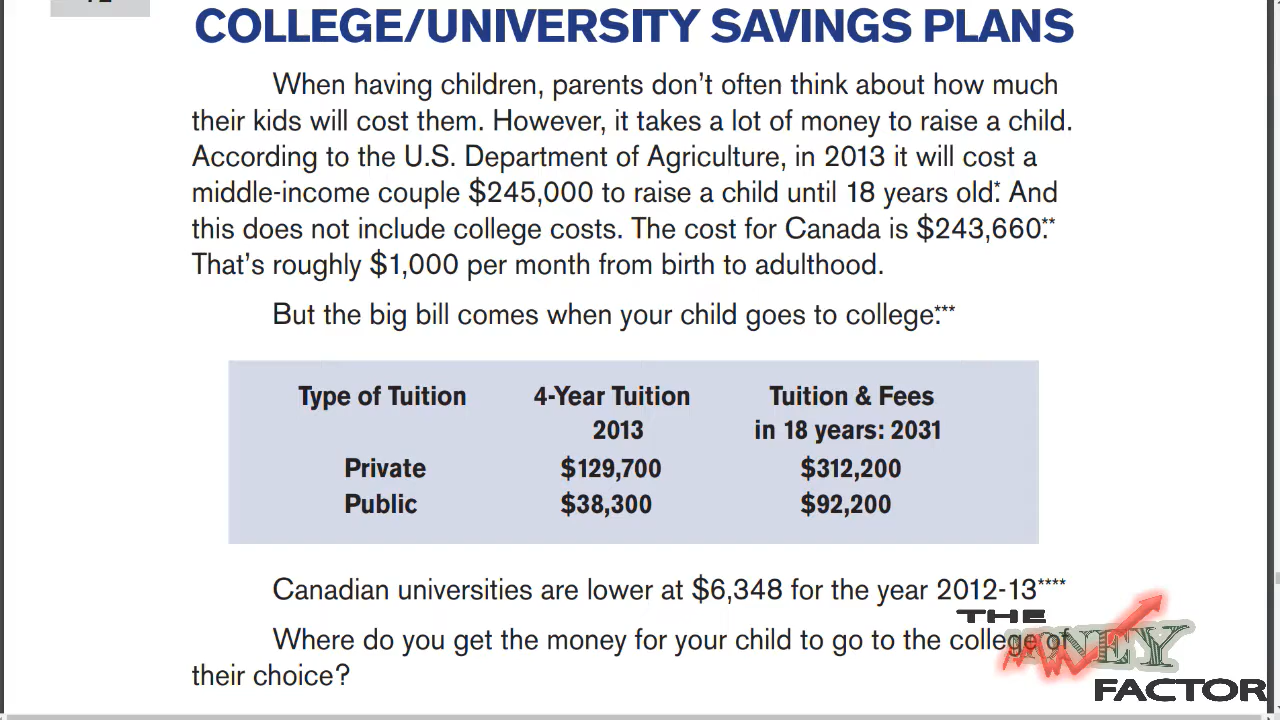 COLLEGE/UNIVERSITY SAVINGS PLANS
When having children, parents don't often think about how much
their kids will cost them. However, it takes a lot of money to raise a child.
According to the U.S. Department of Agriculture, in 2013 it will cost a
middle-income couple $245,000 to raise a child until 18 years old.* And
this does not include college costs. The cost for Canada is $243,660.**
That's roughly $1,000 per month from birth to adulthood.
But the big bill comes when your child goes to college.***
Type of Tuition 4-Year Tuition Tuition & Fees
2013 in 18 years: 2031
Private $129,700 $312,200
Public $38,300 $92,200
Canadian universities are lower at $6,348 for the year 2012-13****
Where do you get the money for your child to go to the college of
their choice?
THE
MONEY
FACTOR